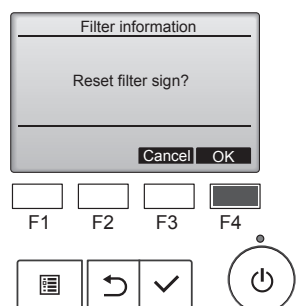 Filter information
Reset filter sign?
Cancel OK
F1 F2 F3 F4